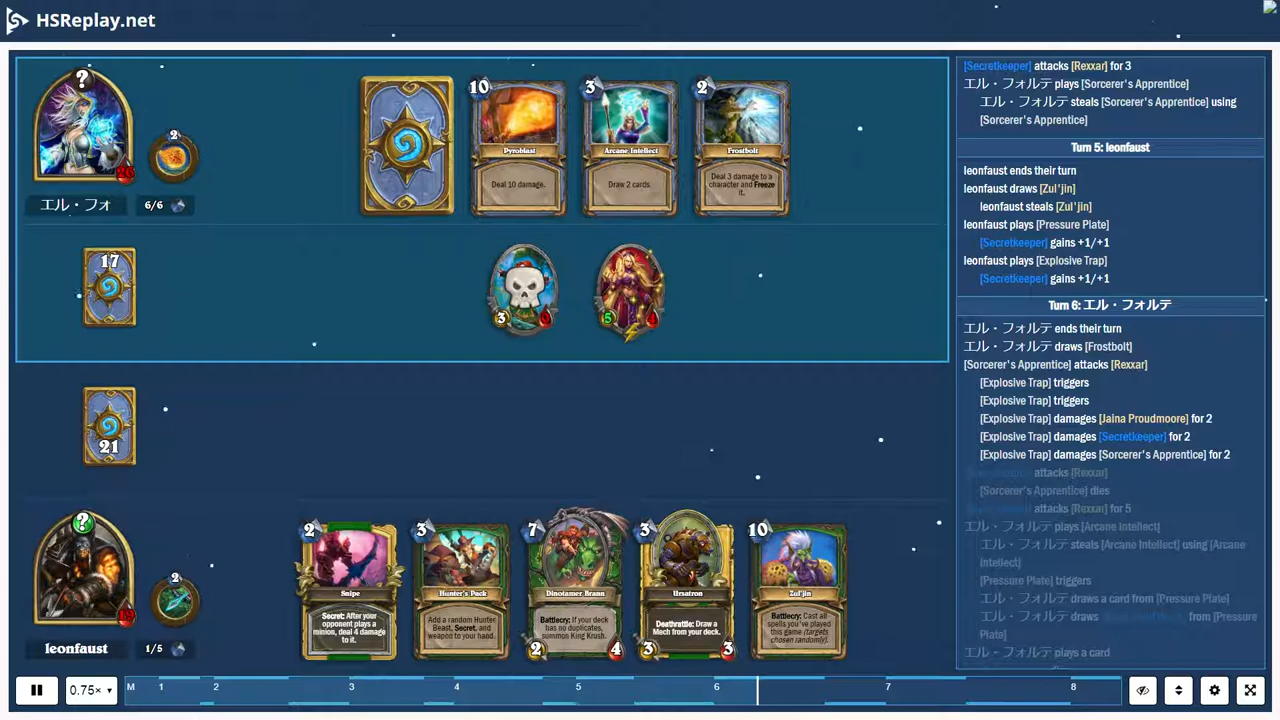 HSReplay.net
?
2
エル・フォ
6/6
10
Pyroblast
Deal 10 damage.
3
Arcane Intellect
Draw 2 cards.
2
Frostbolt
Deal 3 damage to a
character and Freeze
it.
17
3
5
21
?
2
leonfaust
1/5
2
Snipe
Secret: After your
opponent plays a
minion, deal 4 damage
to it.
3
Hunter's Pack
Add a random Hunter
Beast, Secret, and
weapon to your hand.
7
Dinotamer Brann
Battlecry: If your deck
has no duplicates,
summon King Krush.
2
4
3
Ursatron
Deathrattle: Draw a
Mech from your deck.
3
3
10
Zul'jin
Battlecry: Cast all
spells you've played
this game (targets
chosen randomly).
[Secretkeeper] attacks [Rexxar] for 3
エル・フォルテ plays [Sorcerer's Apprentice]
エル・フォルテ steals [Sorcerer's Apprentice] using
[Sorcerer's Apprentice]
Turn 5: leonfaust
leonfaust ends their turn
leonfaust draws [Zul'jin]
leonfaust steals [Zul'jin]
leonfaust plays [Pressure Plate]
[Secretkeeper] gains +1/+1
leonfaust plays [Explosive Trap]
[Secretkeeper] gains +1/+1
Turn 6: エル・フォルテ
エル・フォルテ ends their turn
エル・フォルテ draws [Frostbolt]
[Sorcerer's Apprentice] attacks [Rexxar]
[Explosive Trap] triggers
[Explosive Trap] triggers
[Explosive Trap] damages [Jaina Proudmoore] for 2
[Explosive Trap] damages [Secretkeeper] for 2
[Explosive Trap] damages [Sorcerer's Apprentice] for 2
attacks [Rexxar]
[Sorcerer's Apprentice] dies
attacks [Rexxar] for 5
エル・フォルテ plays [Arcane Intellect]
エル・フォルテ steals [Arcane Intellect] using [Arcane
Intellect]
[Pressure Plate] triggers
エル・フォルテ draws a card from [Pressure Plate]
エル・フォルテ draws from [Pressure
Plate]
エル・フォルテ plays a card
0.75×
M
1
2
3
4
5
6
7
8